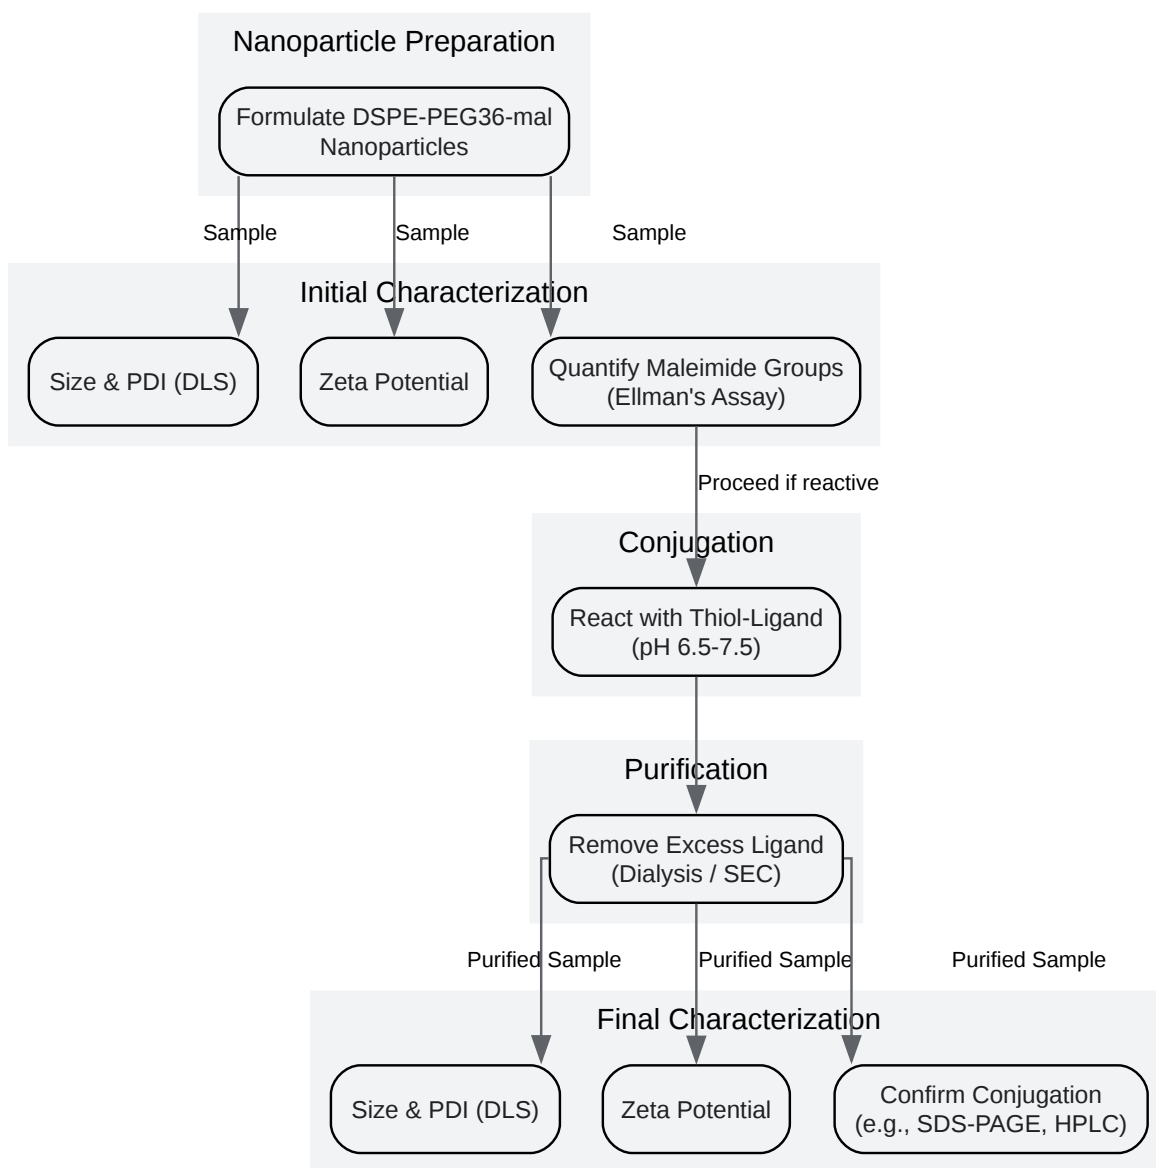 Nanoparticle Preparation
Formulate DSPE-PEG36-mal
Nanoparticles
Sample
Sample
Sample
Initial Characterization
Size & PDI (DLS)
Zeta Potential
Quantify Maleimide Groups
(Ellman's Assay)
Proceed if reactive
Conjugation
React with Thiol-Ligand
(pH 6.5-7.5)
Purification
Remove Excess Ligand
(Dialysis / SEC)
Purified Sample
Purified Sample
Purified Sample
Final Characterization
Size & PDI (DLS)
Zeta Potential
Confirm Conjugation
(e.g., SDS-PAGE, HPLC)